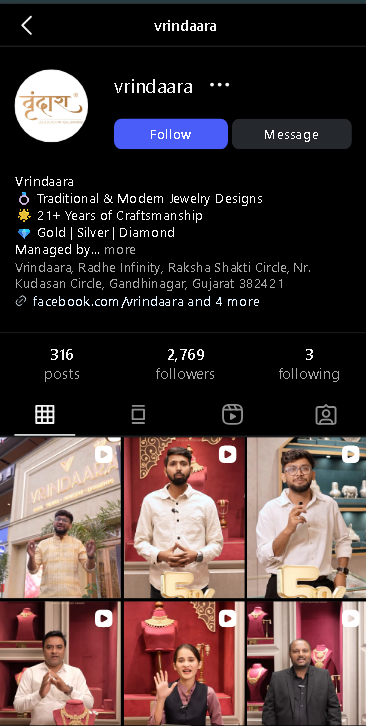 vrindaara
वृंदारा
vrindaara
Follow
Message
Vrindaara
Traditional & Modern Jewelry Designs
21+ Years of Craftsmanship
Gold | Silver | Diamond
Managed by... more
Vrindaara, Radhe Infinity, Raksha Shakti Circle, Nr.
Kudasan Circle, Gandhinagar, Gujarat 382421
facebook.com/vrindaara and 4 more
316
2,769
3
posts
followers
following
VRINDAARA